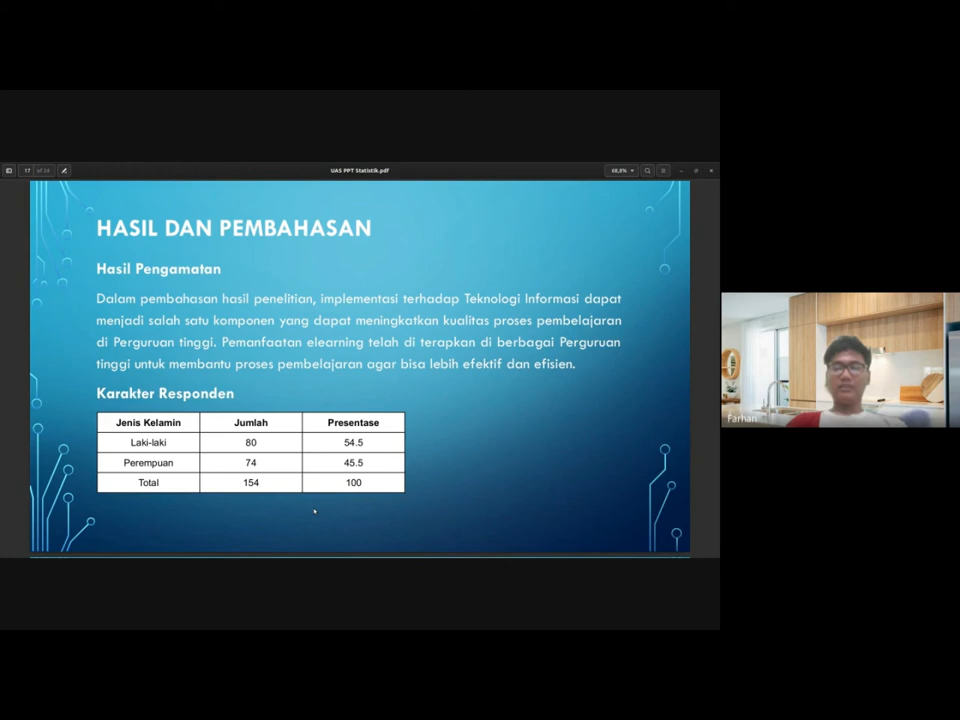 17 of 24
UAS PPT Statistik.pdf
68,8%
HASIL DAN PEMBAHASAN
Hasil Pengamatan
Dalam pembahasan hasil penelitian, implementasi terhadap Teknologi Informasi dapat
menjadi salah satu komponen yang dapat meningkatkan kualitas proses pembelajaran
di Perguruan tinggi. Pemanfaatan elearning telah di terapkan di berbagai Perguruan
tinggi untuk membantu proses pembelajaran agar bisa lebih efektif dan efisien.
Karakter Responden
Jenis Kelamin Jumlah Presentase
Laki-laki 80 54.5
Perempuan 74 45.5
Total 154 100
Farhan